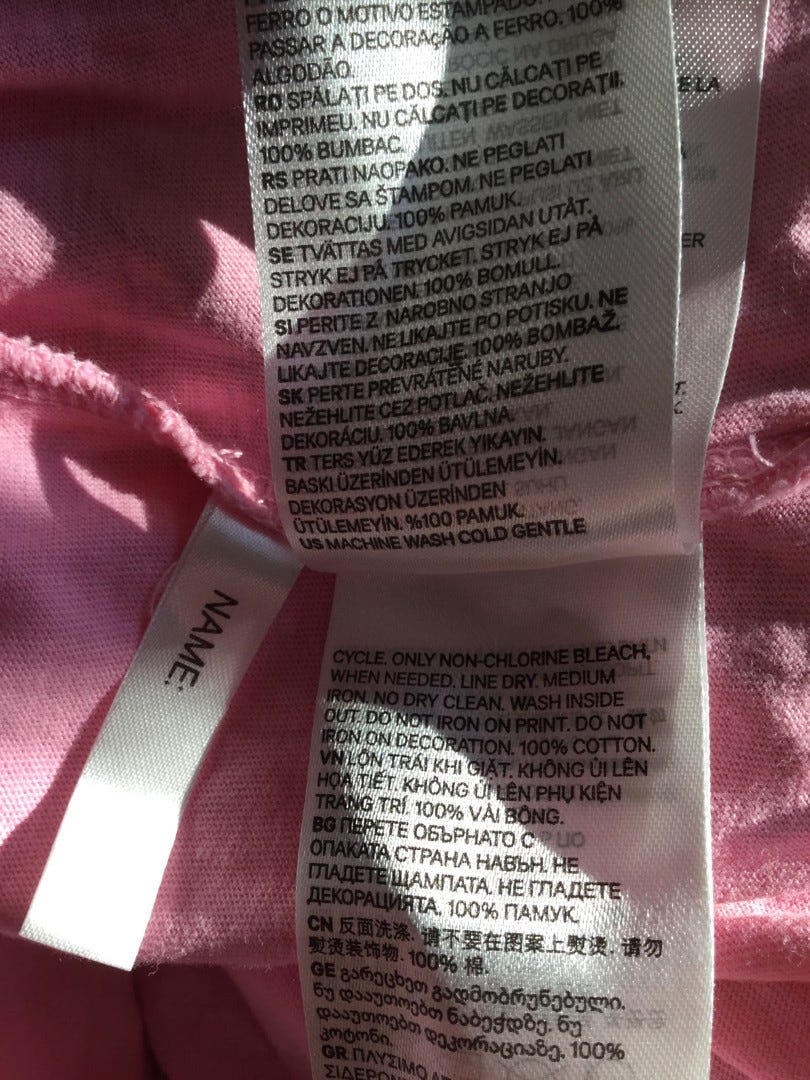 FERRO O MOTIVO ESTAMPADO.
PASSAR A DECORAÇÃO A FERRO. 100%
ALGODÃO.
RO SPĂLAȚI PE DOS. NU CĂLCAȚI PE
IMPRIMEU. NU CĂLCAȚI PE DECORAȚII.
100% BUMBAC.
RS PRATI NAOPAKO. NE PEGLATI
DELOVE SA ŠTAMPOM. NE PEGLATI
DEKORACIJU. 100% PAMUK.
SE TVÄTTAS MED AVIGSIDAN UTÅT.
STRYK EJ PÅ TRYCKET. STRYK EJ PÅ
DEKORATIONEN. 100% BOMULL.
SI PERITE Z NAROBNO STRANJO
NAVZVEN. NE LIKAJTE PO POTISKU. NE
LIKAJTE DECORACIJE. 100% BOMBAŽ.
SK PERTE PREVRÁTENÉ NARUBY.
NEŽEHLITE CEZ POTLAČ. NEŽEHLITE
DEKORÁCIU. 100% BAVLNA.
TR TERS YÜZ EDEREK YIKAYIN.
BASKI ÜZERİNDEN ÜTÜLEMEYİN.
DEKORASYON ÜZERİNDEN
ÜTÜLEMEYİN. %100 PAMUK.
US MACHINE WASH COLD GENTLE
NAME:
CYCLE. ONLY NON-CHLORINE BLEACH,
WHEN NEEDED. LINE DRY. MEDIUM
IRON. NO DRY CLEAN. WASH INSIDE
OUT. DO NOT IRON ON PRINT. DO NOT
IRON ON DECORATION. 100% COTTON.
VN LỘN TRÁI KHI GIẶT. KHÔNG ỦI LÊN
HỌA TIẾT. KHÔNG ỦI LÊN PHỤ KIỆN
TRANG TRÍ. 100% VẢI BÔNG.
BG ПЕРЕТЕ ОБЪРНАТО С
ОПАКАТА СТРАНА НАВЪН. НЕ
ГЛАДЕТЕ ЩАМПАТА. НЕ ГЛАДЕТЕ
ДЕКОРАЦИЯТА. 100% ПАМУК.
CN 反面洗涤. 请不要在图案上熨烫. 请勿
熨烫装饰物. 100% 棉.
GE გარეცხეთ გადმობრუნებული.
ნუ დააუთოებთ ნაბეჭდზე. ნუ
დააუთოებთ დეკორაციაზე. 100%
კოტონი.
GR ΠΛΥΣΙΜΟ